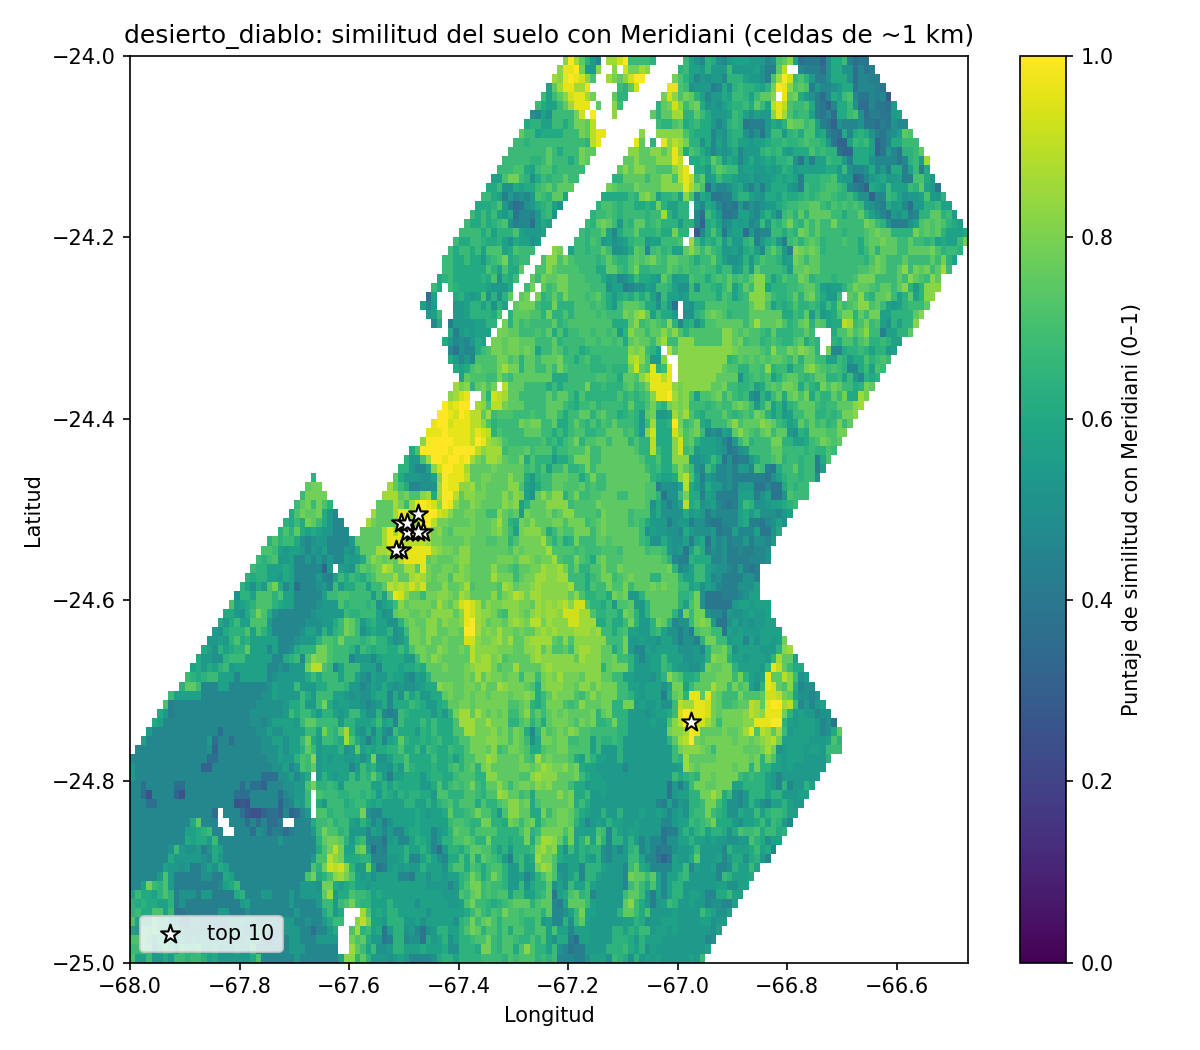 desierto_diablo: similitud del suelo con Meridiani (celdas de ~1 km)
−24.0
−24.2
−24.4
−24.6
−24.8
−25.0
Latitud
−68.0 −67.8 −67.6 −67.4 −67.2 −67.0 −66.8 −66.6
Longitud
top 10
1.0
0.8
0.6
0.4
0.2
0.0
Puntaje de similitud con Meridiani (0–1)